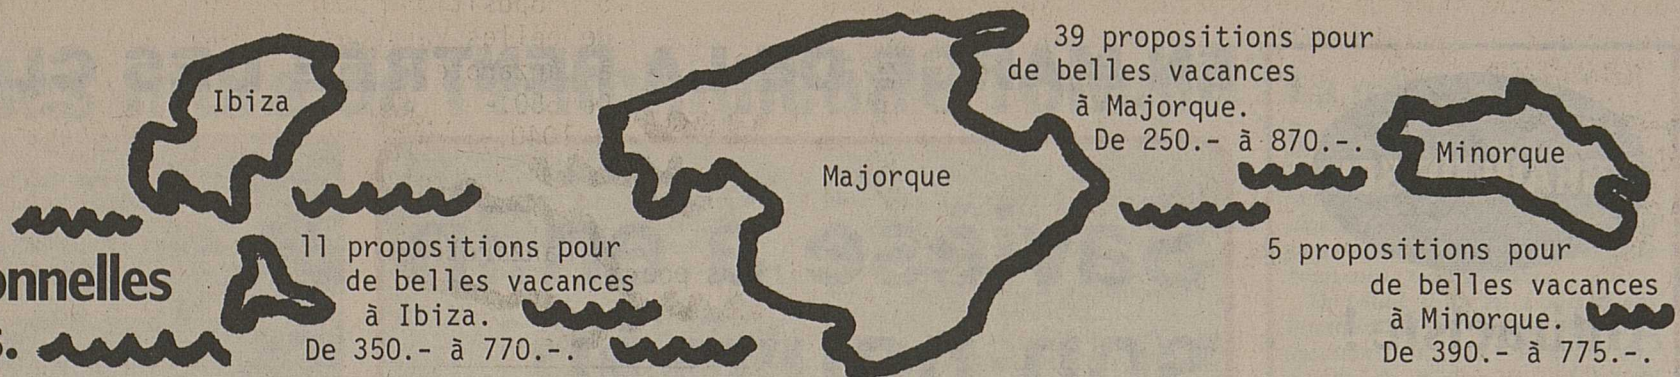 Ibiza
11 propositions pour
de belles vacances
à Ibiza.
De 350.- à 770.-.
Majorque
39 propositions pour
de belles vacances
à Majorque.
De 250.- à 870.-.
Minorque
5 propositions pour
de belles vacances
à Minorque.
De 390.- à 775.-.
onnelles